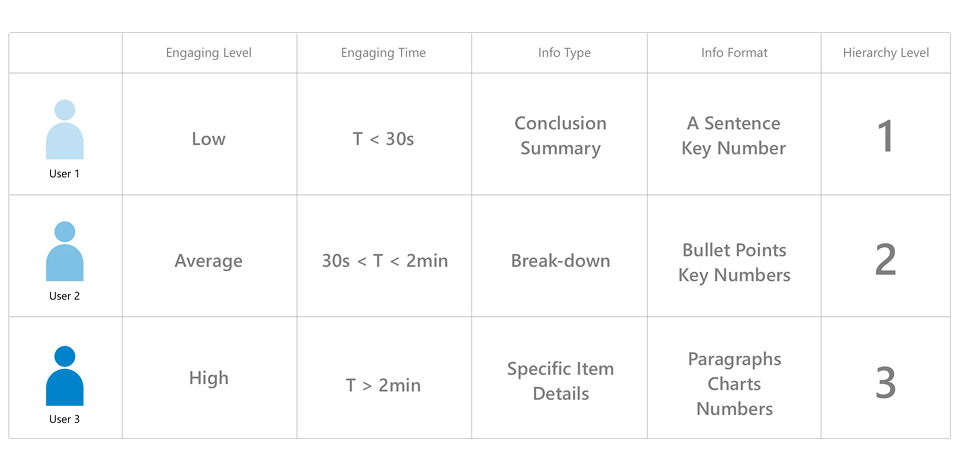 Engaging Level
Engaging Time
Info Type
Info Format
Hierarchy Level
User 1
Low
T < 30s
Conclusion
Summary
A Sentence
Key Number
1
User 2
Average
30s < T < 2min
Break-down
Bullet Points
Key Numbers
2
User 3
High
T > 2min
Specific Item
Details
Paragraphs
Charts
Numbers
3